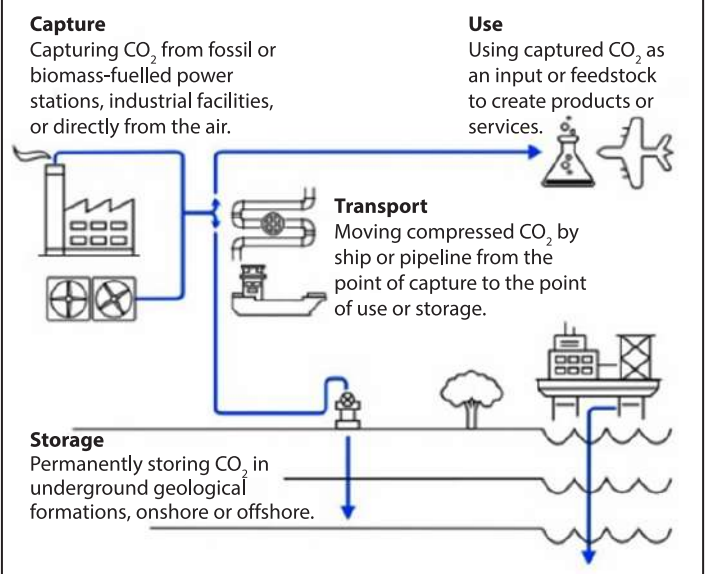 Capture
Capturing CO₂ from fossil or
biomass-fuelled power
stations, industrial facilities,
or directly from the air.
Use
Using captured CO₂ as
an input or feedstock
to create products or
services.
Transport
Moving compressed CO₂ by
ship or pipeline from the
point of capture to the point
of use or storage.
Storage
Permanently storing CO₂ in
underground geological
formations, onshore or offshore.